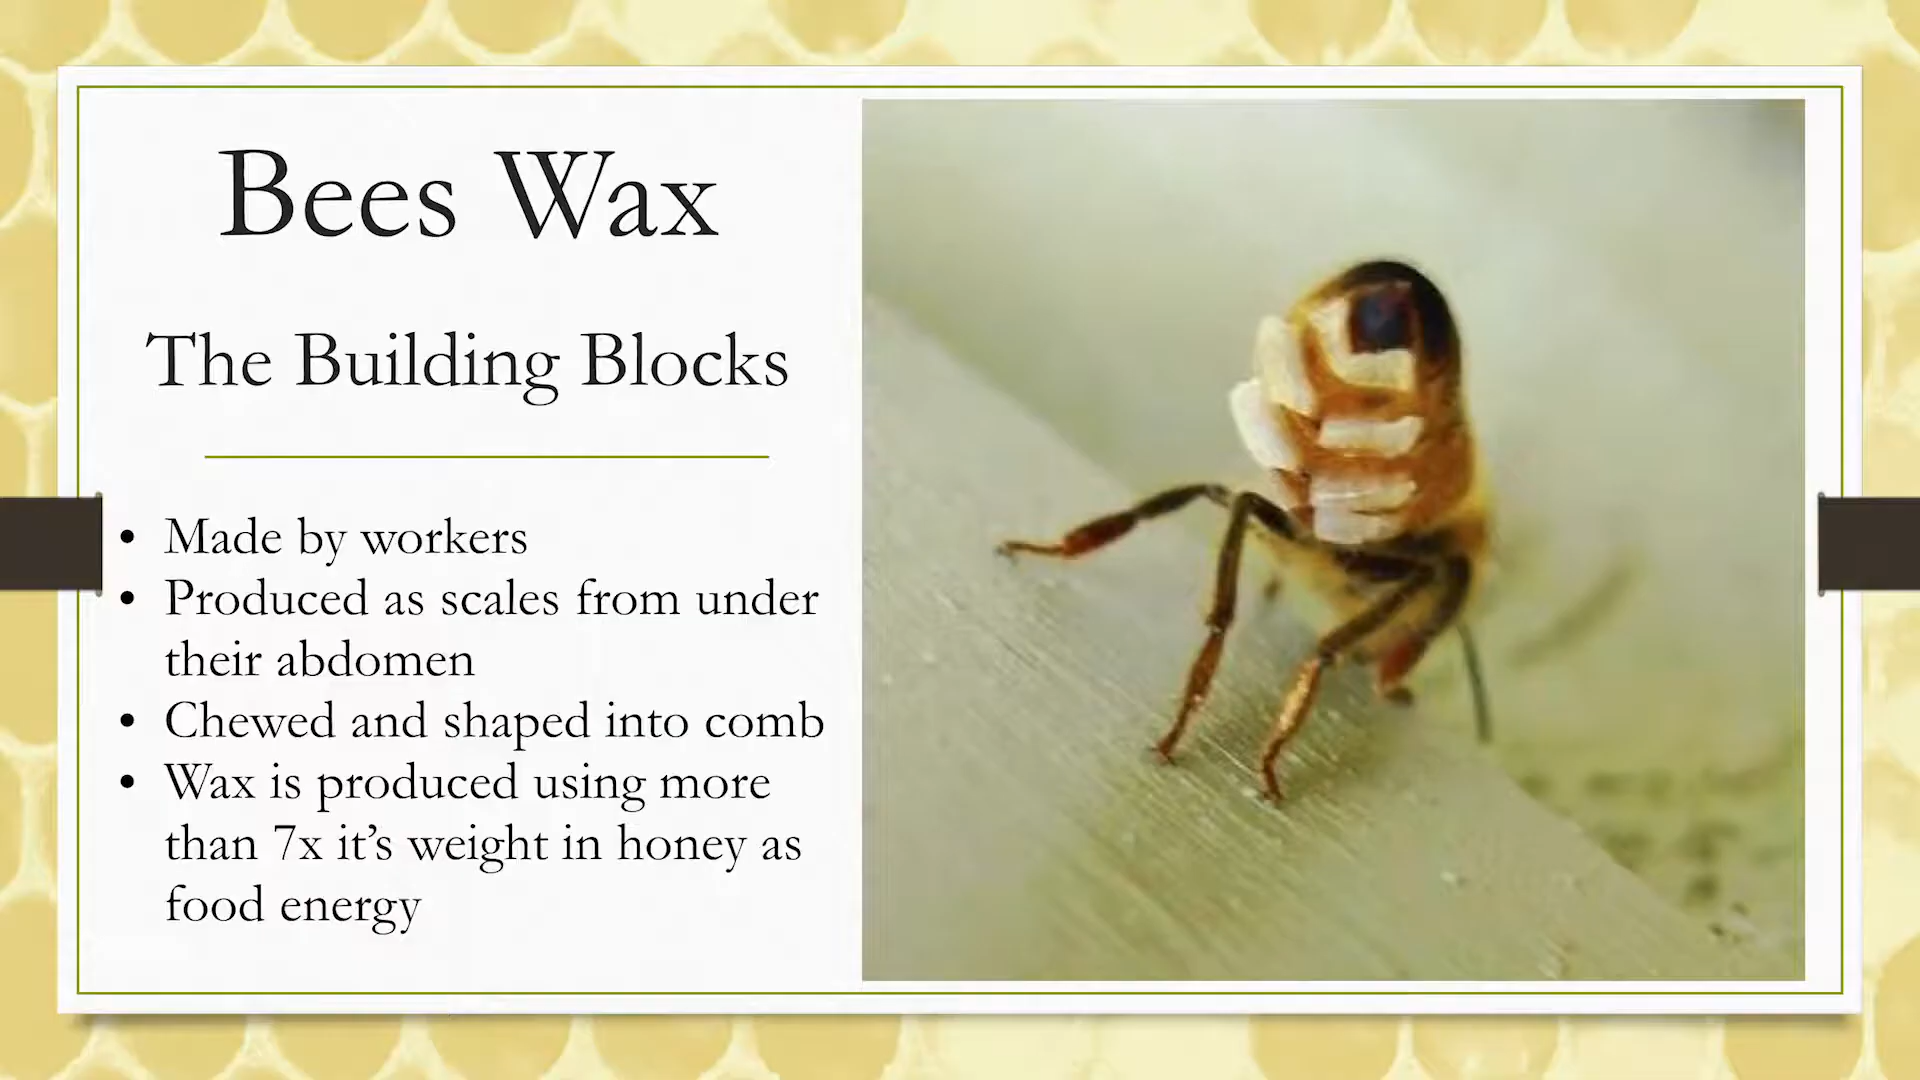 Bees Wax
The Building Blocks
• Made by workers
• Produced as scales from under
their abdomen
• Chewed and shaped into comb
• Wax is produced using more
than 7x it’s weight in honey as
food energy